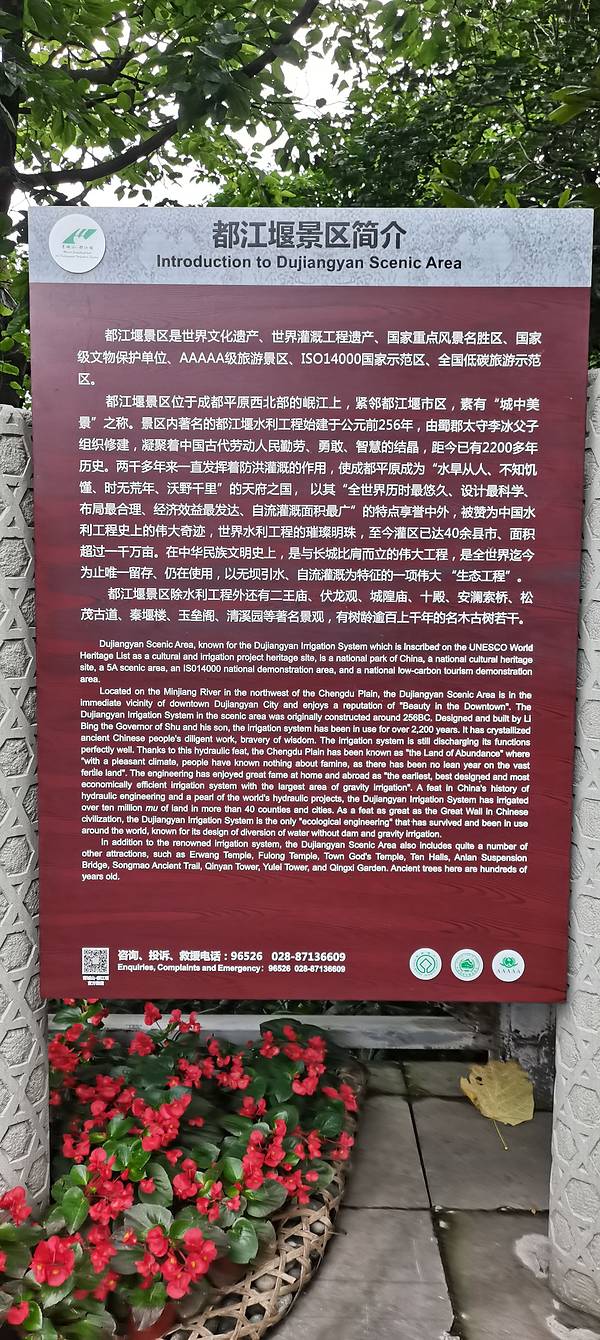 都江堰景区简介
Introduction to Dujiangyan Scenic Area
都江堰景区是世界文化遗产、世界灌溉工程遗产、国家重点风景名胜区、国家
级文物保护单位、AAAAA级旅游景区、ISO14000国家示范区、全国低碳旅游示范
区。
都江堰景区位于成都平原西北部的岷江上，紧邻都江堰市区，素有“城中美
景”之称。景区内著名的都江堰水利工程始建于公元前256年，由蜀郡太守李冰父子
组织修建，凝聚着中国古代劳动人民勤劳、勇敢、智慧的结晶，距今已有2200多年
历史。两千多年来一直发挥着防洪灌溉的作用，使成都平原成为“水旱从人、不知饥
馑、时无荒年、沃野千里”的天府之国， 以其“全世界历时最悠久、设计最科学、
布局最合理、经济效益最发达、自流灌溉面积最广”的特点享誉中外，被赞为中国水
利工程史上的伟大奇迹，世界水利工程的璀璨明珠，至今灌区已达40余县市、面积
超过一千万亩。在中华民族文明史上，是与长城比肩而立的伟大工程，是全世界迄今
为止唯一留存、仍在使用，以无坝引水、自流灌溉为特征的一项伟大 “生态工程”。
都江堰景区除水利工程外还有二王庙、伏龙观、城隍庙、十殿、安澜索桥、松
茂古道、秦堰楼、玉垒阁、清溪园等著名景观，有树龄逾百上千年的名木古树若干。
Dujiangyan Scenic Area, known for the Dujiangyan Irrigation System which is Inscribed on the UNESCO World
Heritage List as a cultural and irrigation project heritage site, is a national park of China, a national cultural heritage
site, a 5A scenic area, an IS014000 national demonstration area, and a national low-carbon tourism demonstration
area.
Located on the Minjiang River in the northwest of the Chengdu Plain, the Dujiangyan Scenic Area is in the
immediate vicinity of downtown Dujiangyan City and enjoys a reputation of "Beauty in the Downtown". The
Dujiangyan Irrigation System in the scenic area was originally constructed around 256BC. Designed and built by Li
Bing the Governor of Shu and his son, the irrigation system has been in use for over 2,200 years. It has crystallized
ancient Chinese people's diligent work, bravery of wisdom. The irrigation system is still discharging its functions
perfectly well. Thanks to this hydraulic feat, the Chengdu Plain has been known as "the Land of Abundance" where
"with a pleasant climate, people have known nothing about famine, as there has been no lean year on the vast
fertile land". The engineering has enjoyed great fame at home and abroad as "the earliest, best designed and most
economically efficient irrigation system with the largest area of gravity irrigation". A feat in China's history of
hydraulic engineering and a pearl of the world's hydraulic projects, the Dujiangyan Irrigation System has irrigated
over ten million mu of land in more than 40 counties and cities. As a feat as great as the Great Wall in Chinese
civilization, the Dujiangyan Irrigation System is the only "ecological engineering" that has survived and been in use
around the world, known for its design of diversion of water without dam and gravity irrigation.
In addition to the renowned irrigation system, the Dujiangyan Scenic Area also includes quite a number of
other attractions, such as Erwang Temple, Fulong Temple, Town God's Temple, Ten Halls, Anlan Suspension
Bridge, Songmao Ancient Trail, Qinyan Tower, Yulei Tower, and Qingxi Garden. Ancient trees here are hundreds of
years old.
咨询、投诉、救援电话：96526 028-87136609
Enquiries, Complaints and Emergency: 96526 028-87136609
AAAAA